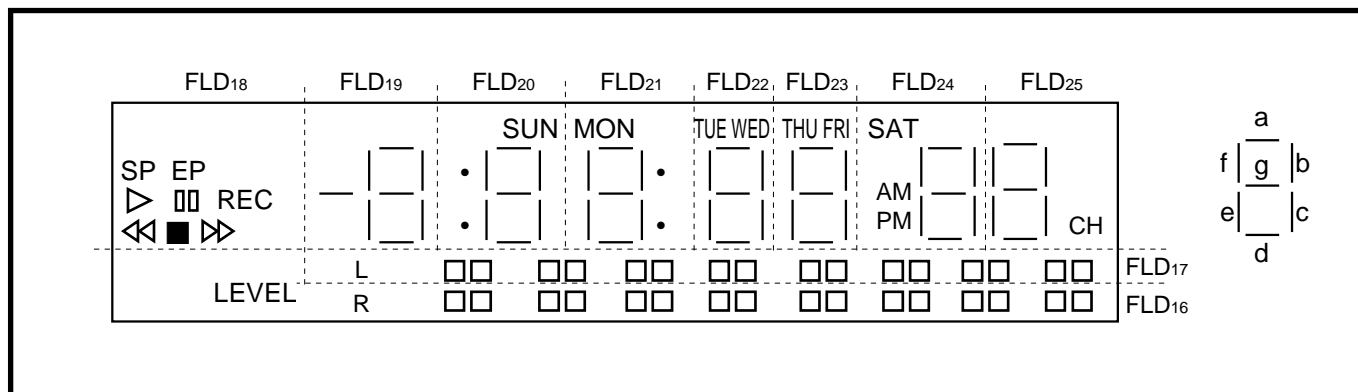 FLD18 FLD19 FLD20 FLD21 FLD22 FLD23 FLD24 FLD25
SUN MON TUE WED THU FRI SAT
SP EP
REC
AM
PM
CH
L FLD17
LEVEL
R FLD16
a
f g b
e c
d